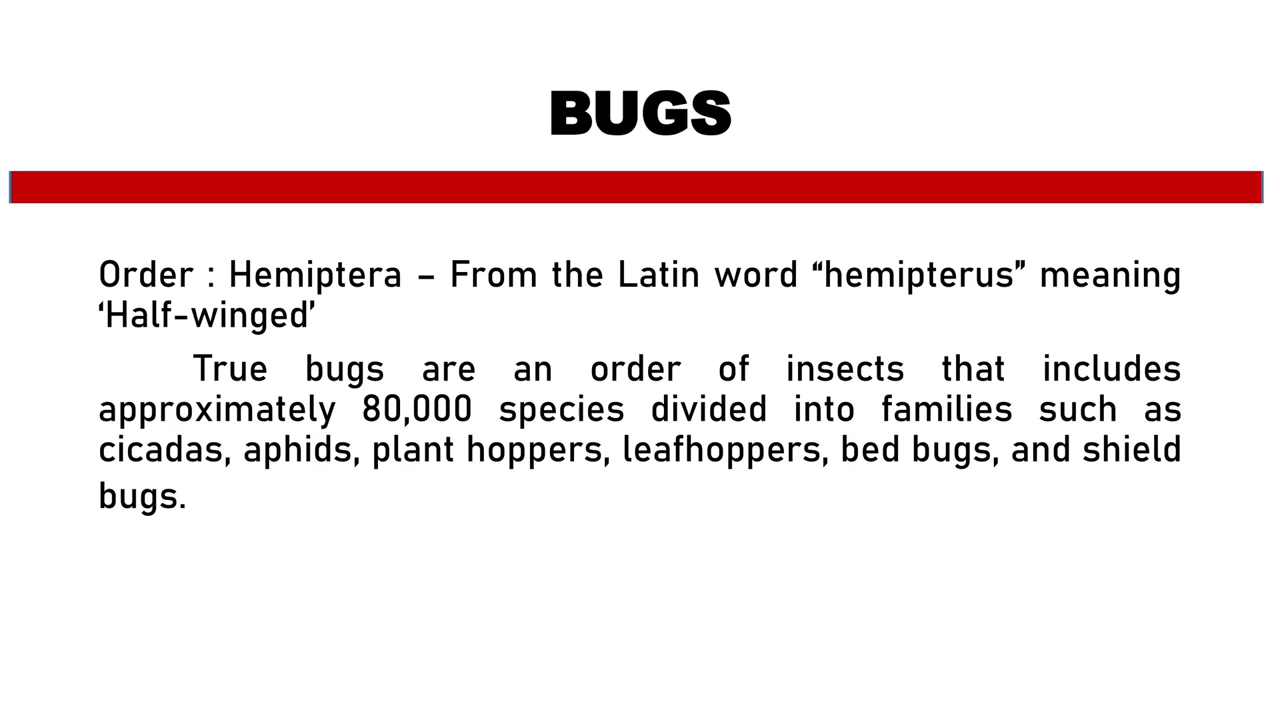 BUGS
Order : Hemiptera – From the Latin word “hemipterus” meaning
‘Half-winged’
True bugs are an order of insects that includes
approximately 80,000 species divided into families such as
cicadas, aphids, plant hoppers, leafhoppers, bed bugs, and shield
bugs.